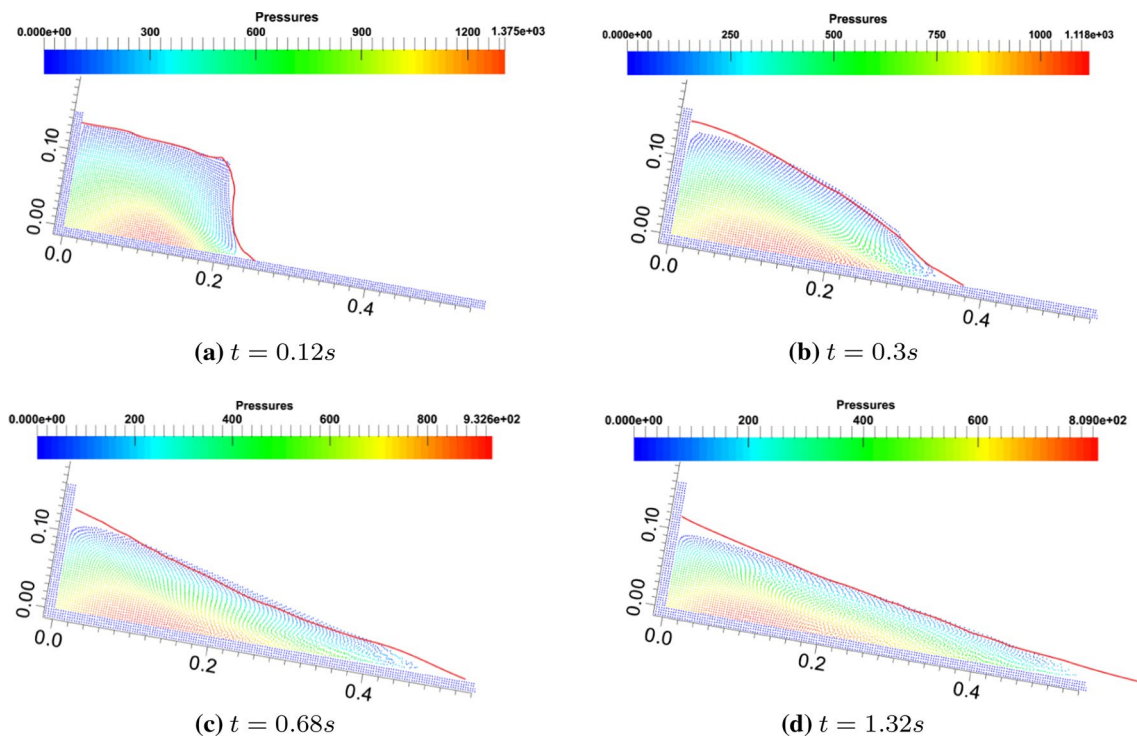 Pressures
0.000e+00 300 600 900 1200 1.375e+03
0.10
0.00
0.0
0.2
0.4
(a) t = 0.12s
Pressures
0.000e+00 250 500 750 1000 1.118e+03
0.10
0.00
0.0
0.2
0.4
(b) t = 0.3s
Pressures
0.000e+00 200 400 600 800 9.326e+02
0.10
0.00
0.0
0.2
0.4
(c) t = 0.68s
Pressures
0.000e+00 200 400 600 8.090e+02
0.10
0.00
0.0
0.2
0.4
(d) t = 1.32s